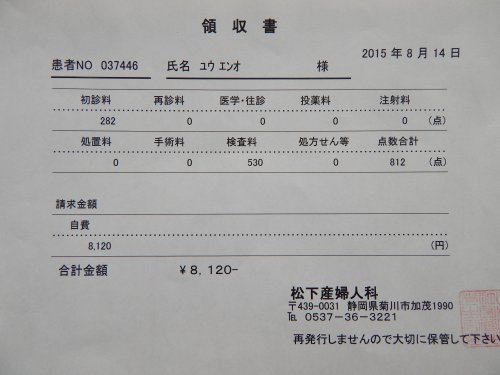 領収書
2015年8月14日
患者NO 037446 氏名 ユウ エンオ 様
初診料 再診料 医学・往診 投薬料 注射料
282 0 0 0 0 (点)
処置料 手術料 検査料 処方せん等 点数合計
0 0 530 0 812 (点)
請求金額
自費
8,120 (円)
合計金額 ¥8,120-
松下産婦人科
〒439-0031 静岡県菊川市加茂1990
℡ 0537-36-3221
再発行しませんので大切に保管して下さい